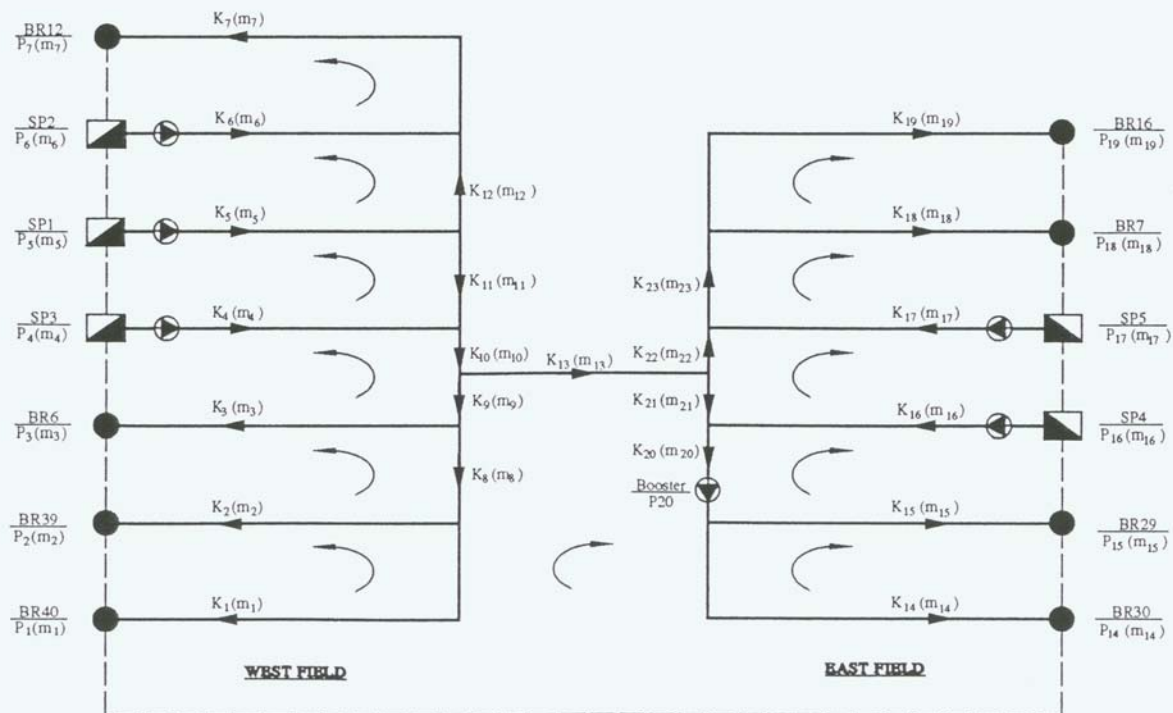 K₇(m₇)
BR12
P₇(m₇)
SP2
P₆(m₆)
K₆(m₆)
K₁₉(m₁₉)
BR16
P₁₉(m₁₉)
K₁₂(m₁₂)
SP1
P₅(m₅)
K₅(m₅)
K₁₈(m₁₈)
BR7
P₁₈(m₁₈)
K₁₁(m₁₁)
K₂₃(m₂₃)
SP3
P₄(m₄)
K₄(m₄)
K₁₇(m₁₇)
SP5
P₁₇(m₁₇)
K₁₀(m₁₀)
K₁₃(m₁₃)
K₂₂(m₂₂)
K₉(m₉)
K₂₁(m₂₁)
BR6
P₃(m₃)
K₃(m₃)
K₁₆(m₁₆)
SP4
P₁₆(m₁₆)
K₂₀(m₂₀)
K₈(m₈)
Booster
P20
BR39
P₂(m₂)
K₂(m₂)
K₁₅(m₁₅)
BR29
P₁₅(m₁₅)
BR40
P₁(m₁)
K₁(m₁)
K₁₄(m₁₄)
BR30
P₁₄(m₁₄)
WEST FIELD
EAST FIELD